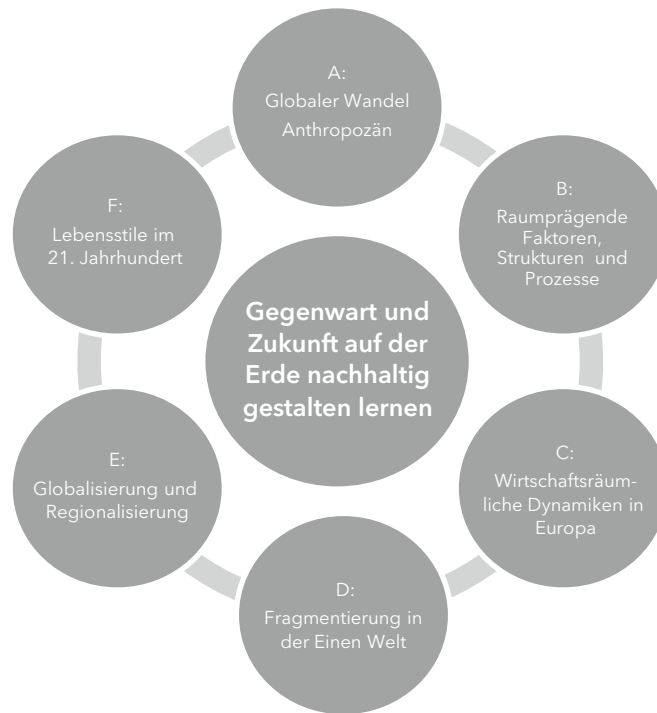 A:
Globaler Wandel
Anthropozän
B:
Raumprägende
Faktoren,
Strukturen und
Prozesse
C:
Wirtschaftsräum-
liche Dynamiken in
Europa
D:
Fragmentierung in
der Einen Welt
E:
Globalisierung und
Regionalisierung
F:
Lebensstile im
21. Jahrhundert
Gegenwart und
Zukunft auf der
Erde nachhaltig
gestalten lernen